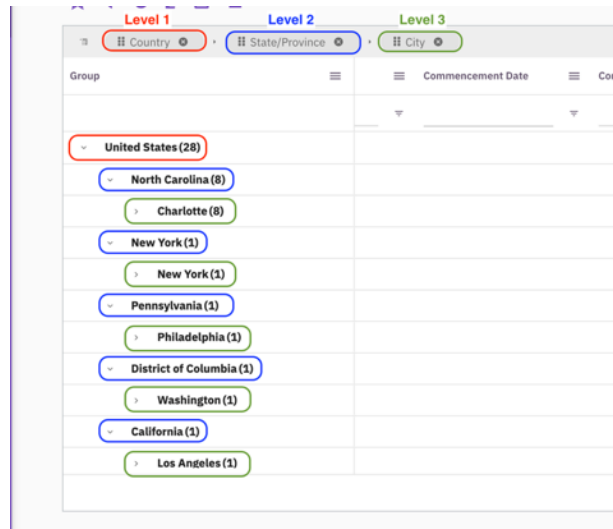 Level 1 Level 2 Level 3
Country State/Province City
Group Commencement Date
United States (28)
North Carolina (8)
Charlotte (8)
New York (1)
New York (1)
Pennsylvania (1)
Philadelphia (1)
District of Columbia (1)
Washington (1)
California (1)
Los Angeles (1)